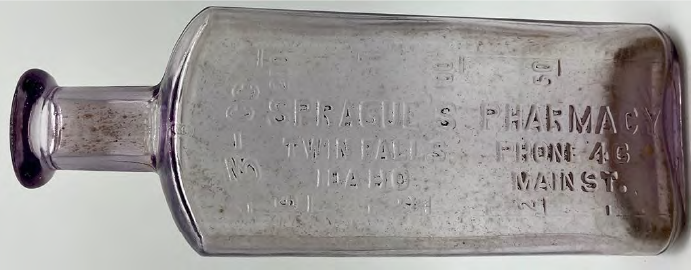 SPRAGUE'S PHARMACY
TWIN FALLS PHONE 46
IDAHO MAIN ST.